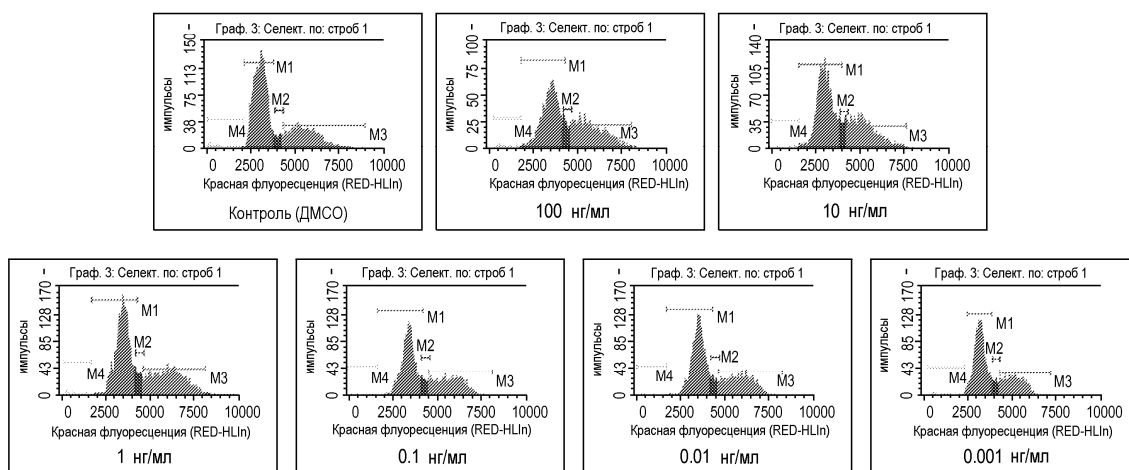 Граф. 3: Селект. по: строб 1
импульсы
150
113
75
38
0
M1
M2
M3
M4
0 2500 5000 7500 10000
Красная флуоресценция (RED-HLIn)
Контроль (ДМСО)
Граф. 3: Селект. по: строб 1
импульсы
100
75
50
25
0
M1
M2
M3
M4
0 2500 5000 7500 10000
Красная флуоресценция (RED-HLIn)
100 нг/мл
Граф. 3: Селект. по: строб 1
импульсы
140
105
70
35
0
M1
M2
M3
M4
0 2500 5000 7500 10000
Красная флуоресценция (RED-HLIn)
10 нг/мл
Граф. 3: Селект. по: строб 1
импульсы
170
128
85
43
0
M1
M2
M3
M4
0 2500 5000 7500 10000
Красная флуоресценция (RED-HLIn)
1 нг/мл
Граф. 3: Селект. по: строб 1
импульсы
170
128
85
43
0
M1
M2
M3
M4
0 2500 5000 7500 10000
Красная флуоресценция (RED-HLIn)
0.1 нг/мл
Граф. 3: Селект. по: строб 1
импульсы
170
128
85
43
0
M1
M2
M3
M4
0 2500 5000 7500 10000
Красная флуоресценция (RED-HLIn)
0.01 нг/мл
Граф. 3: Селект. по: строб 1
импульсы
170
128
85
43
0
M1
M2
M3
M4
0 2500 5000 7500 10000
Красная флуоресценция (RED-HLIn)
0.001 нг/мл